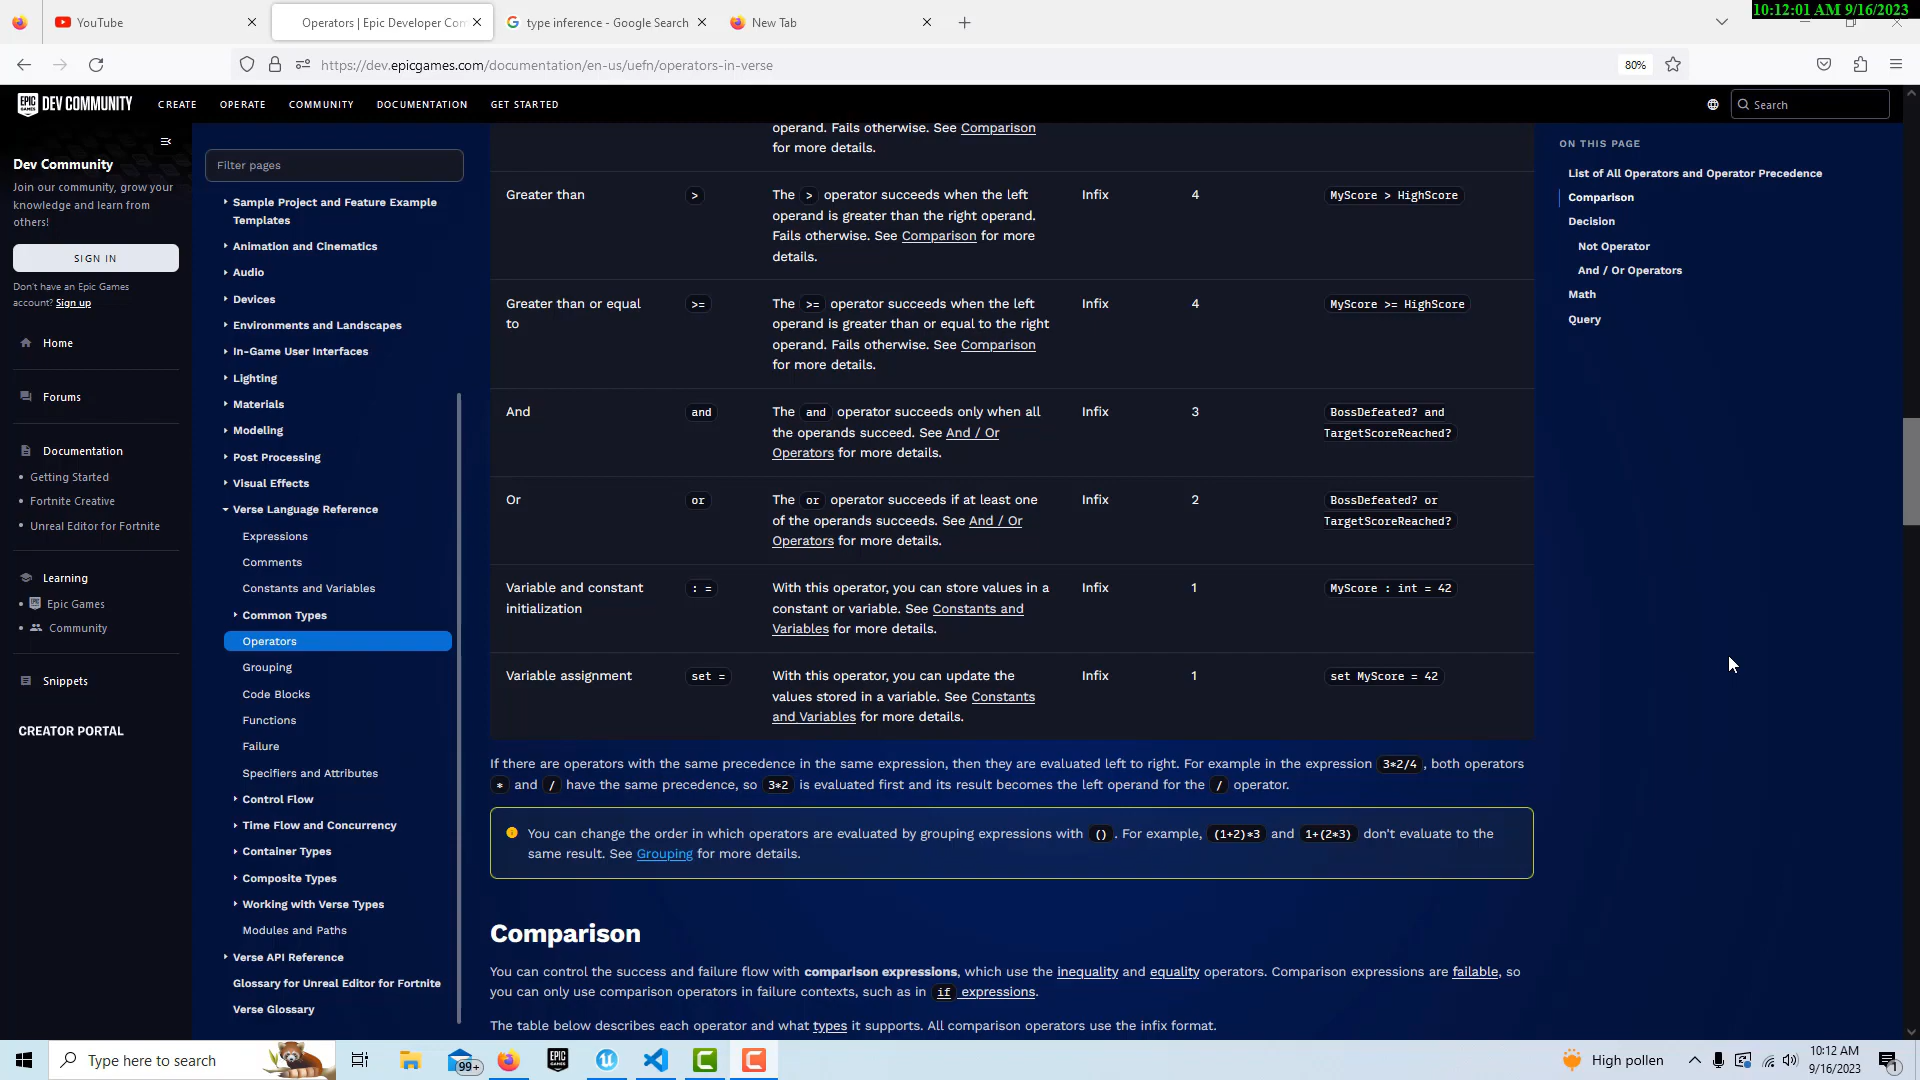 10:12:01 AM 9/16/2023
YouTube
Operators | Epic Developer Com
type inference - Google Search
New Tab
https://dev.epicgames.com/documentation/en-us/uefn/operators-in-verse
80%
EPIC GAMES
DEV COMMUNITY
CREATE
OPERATE
COMMUNITY
DOCUMENTATION
GET STARTED
Search
Dev Community
Join our community, grow your
knowledge and learn from
others!
SIGN IN
Don't have an Epic Games
account? Sign up
Home
Forums
Documentation
Getting Started
Fortnite Creative
Unreal Editor for Fortnite
Learning
Epic Games
Community
Snippets
CREATOR PORTAL
Filter pages
Sample Project and Feature Example
Templates
Animation and Cinematics
Audio
Devices
Environments and Landscapes
In-Game User Interfaces
Lighting
Materials
Modeling
Post Processing
Visual Effects
Verse Language Reference
Expressions
Comments
Constants and Variables
Common Types
Operators
Grouping
Code Blocks
Functions
Failure
Specifiers and Attributes
Control Flow
Time Flow and Concurrency
Container Types
Composite Types
Working with Verse Types
Modules and Paths
Verse API Reference
Glossary for Unreal Editor for Fortnite
Verse Glossary
operand. Fails otherwise. See Comparison
for more details.
Greater than
>
The > operator succeeds when the left
operand is greater than the right operand.
Fails otherwise. See Comparison for more
details.
Infix
4
MyScore > HighScore
Greater than or equal
to
>=
The >= operator succeeds when the left
operand is greater than or equal to the right
operand. Fails otherwise. See Comparison
for more details.
Infix
4
MyScore >= HighScore
And
and
The and operator succeeds only when all
the operands succeed. See And / Or
Operators for more details.
Infix
3
BossDefeated? and
TargetScoreReached?
Or
or
The or operator succeeds if at least one
of the operands succeeds. See And / Or
Operators for more details.
Infix
2
BossDefeated? or
TargetScoreReached?
Variable and constant
initialization
: =
With this operator, you can store values in a
constant or variable. See Constants and
Variables for more details.
Infix
1
MyScore : int = 42
Variable assignment
set =
With this operator, you can update the
values stored in a variable. See Constants
and Variables for more details.
Infix
1
set MyScore = 42
If there are operators with the same precedence in the same expression, then they are evaluated left to right. For example in the expression 3*2/4 , both operators
* and / have the same precedence, so 3*2 is evaluated first and its result becomes the left operand for the / operator.
You can change the order in which operators are evaluated by grouping expressions with () . For example, (1+2)*3 and 1+(2*3) don't evaluate to the
same result. See Grouping for more details.
Comparison
You can control the success and failure flow with comparison expressions, which use the inequality and equality operators. Comparison expressions are failable, so
you can only use comparison operators in failure contexts, such as in if expressions.
The table below describes each operator and what types it supports. All comparison operators use the infix format.
ON THIS PAGE
List of All Operators and Operator Precedence
Comparison
Decision
Not Operator
And / Or Operators
Math
Query
Type here to search
99+
EPIC
High pollen
10:12 AM
9/16/2023
1